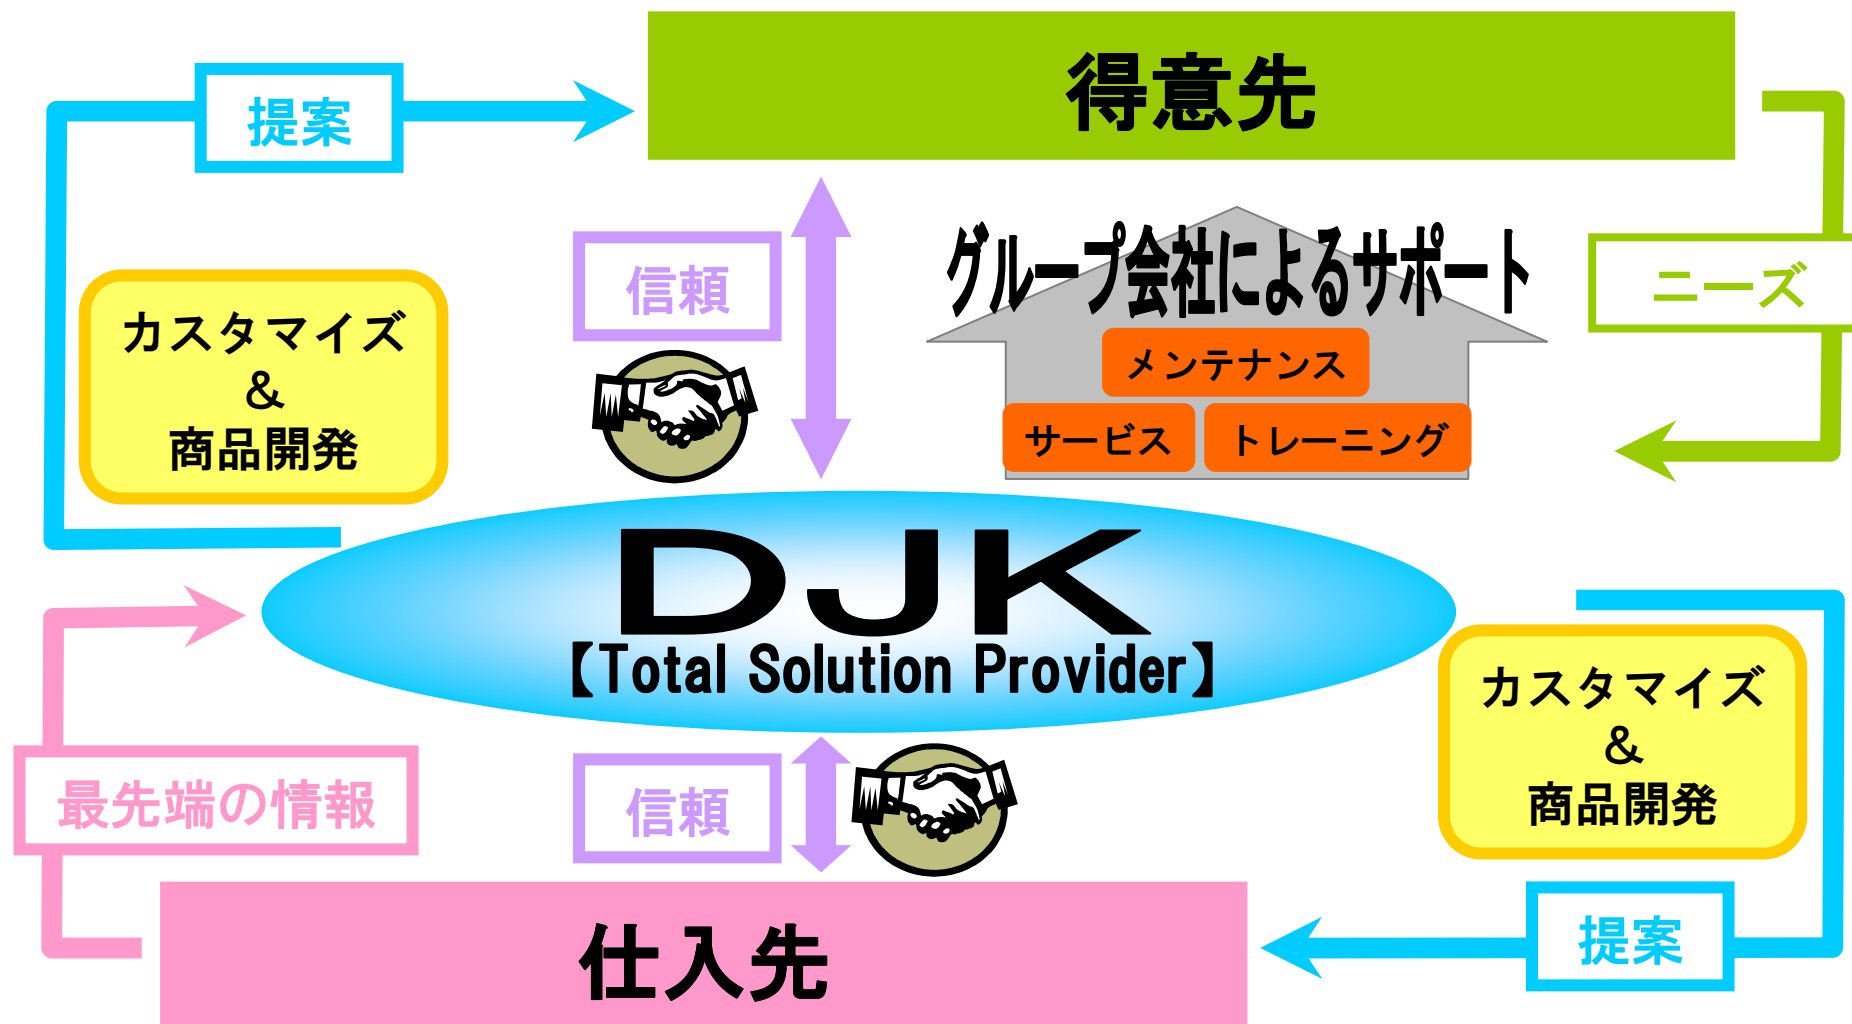 得意先
提案
グループ会社によるサポート
信頼
ニーズ
カスタマイズ
&
商品開発
メンテナンス
サービス
トレーニング
DJK
【Total Solution Provider】
カスタマイズ
&
商品開発
最先端の情報
信頼
提案
仕入先